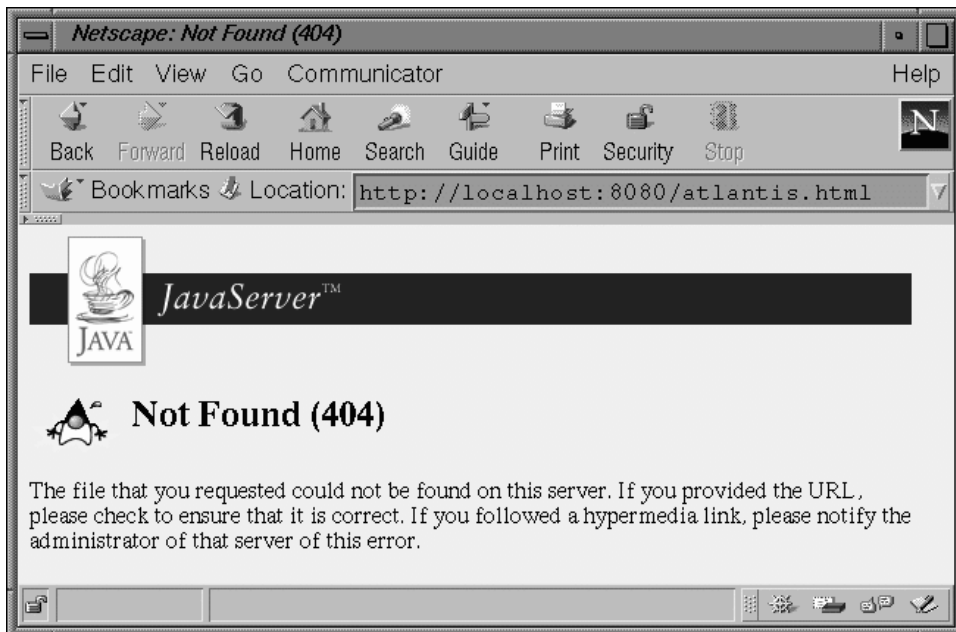 Netscape: Not Found (404)
File Edit View Go Communicator Help
Back Forward Reload Home Search Guide Print Security Stop
N
Bookmarks Location: http://localhost:8080/atlantis.html
JavaServer™
JAVA
Not Found (404)
The file that you requested could not be found on this server. If you provided the URL,
please check to ensure that it is correct. If you followed a hypermedia link, please notify the
administrator of that server of this error.